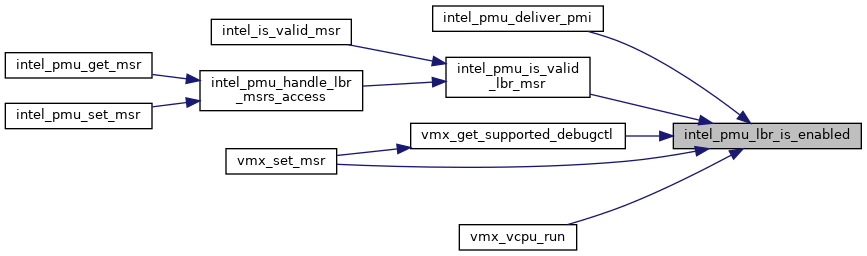 intel_pmu_deliver_pmi
intel_is_valid_msr
intel_pmu_get_msr
intel_pmu_is_valid
_lbr_msr
intel_pmu_handle_lbr
_msrs_access
intel_pmu_set_msr
vmx_get_supported_debugctl
intel_pmu_lbr_is_enabled
vmx_set_msr
vmx_vcpu_run